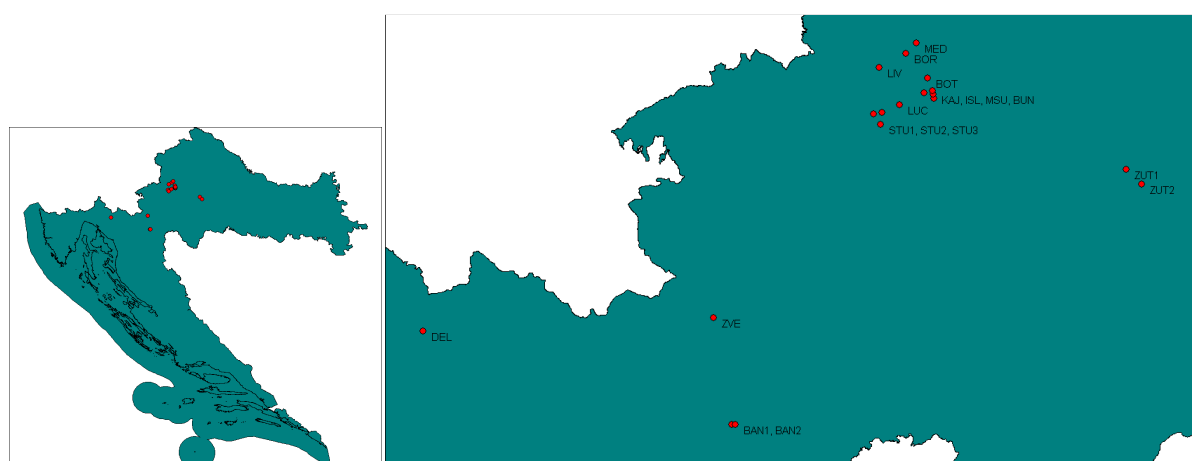 MED
BOR
LIV
BOT
KAJ, ISL, MSU, BUN
LUC
STU1, STU2, STU3
ZUT1
ZUT2
ZVE
DEL
BAN1, BAN2